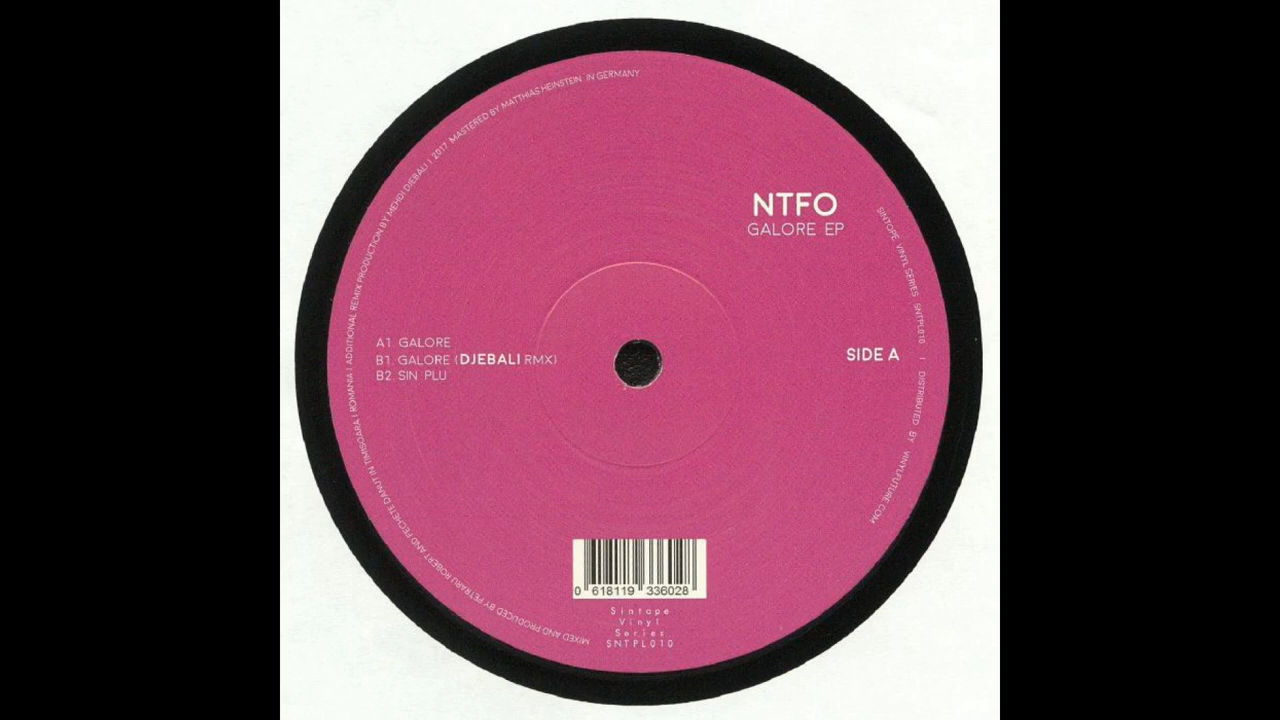 NTFO
GALORE EP
A1. GALORE
B1. GALORE (DJEBALI RMX)
B2. SIN PLU
SIDE A
MIXED AND PRODUCED BY PETRARU ROBERT AND FECHETE DANUT IN TIMISOARA | ROMANIA | ADDITIONAL REMIX PRODUCTION BY MEHDI DJEBALI | 2017 MASTERED BY MATTHIAS HEINSTEIN IN GERMANY
SINTOPE VINYL SERIES SNTPL010 | DISTRIBUTED BY VINYLFUTURE.COM
0 618119 336028
Sintope
Vinyl
Series
SNTPL010